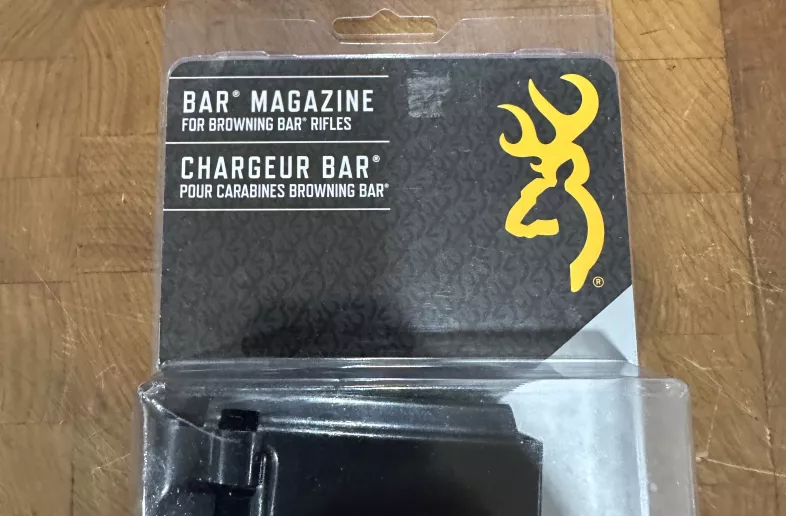 BAR® MAGAZINE
FOR BROWNING BAR® RIFLES
CHARGEUR BAR®
POUR CARABINES BROWNING BAR®
®